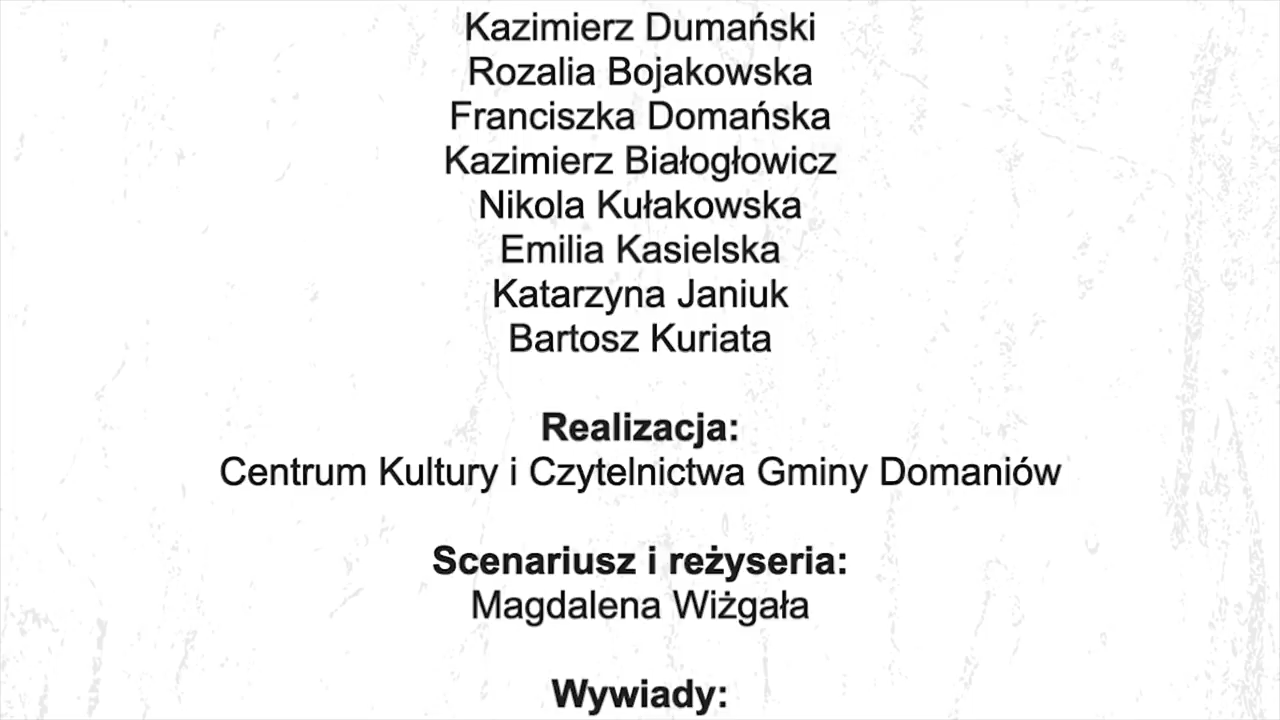 Kazimierz Dumański
Rozalia Bojakowska
Franciszka Domańska
Kazimierz Białogłowicz
Nikola Kułakowska
Emilia Kasielska
Katarzyna Janiuk
Bartosz Kuriata
Realizacja:
Centrum Kultury i Czytelnictwa Gminy Domaniów
Scenariusz i reżyseria:
Magdalena Wiżgała
Wywiady: